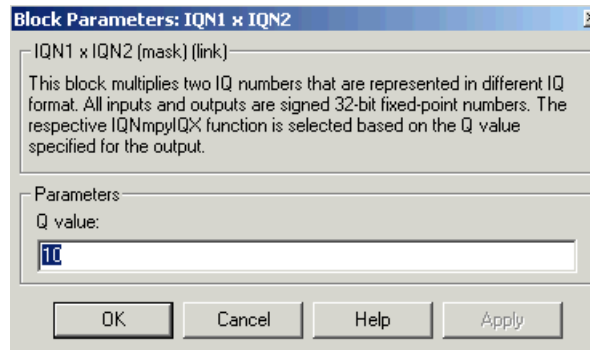 Block Parameters: IQN1 x IQN2
IQN1 x IQN2 (mask) (link)
This block multiplies two IQ numbers that are represented in different IQ
format. All inputs and outputs are signed 32-bit fixed-point numbers. The
respective IQNmpyIQX function is selected based on the Q value
specified for the output.
Parameters
Q value:
10
OK Cancel Help Apply